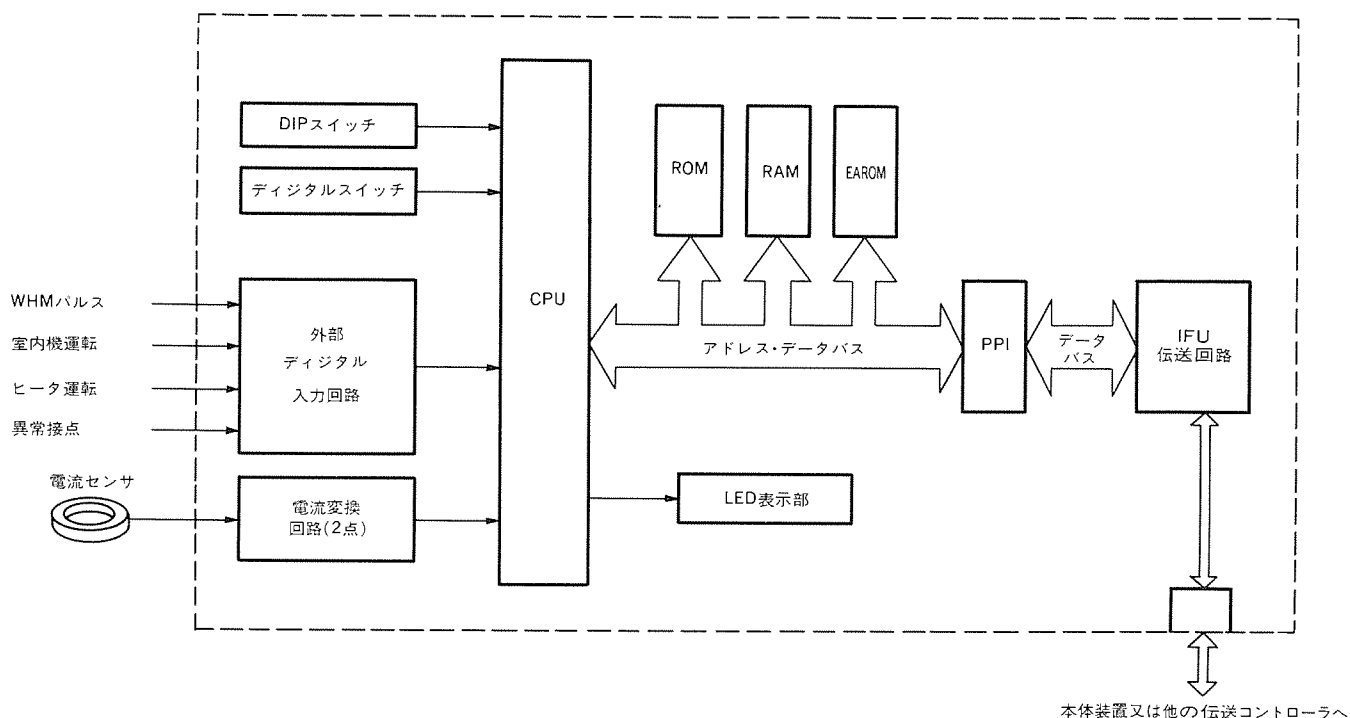 DIPスイッチ
ディジタルスイッチ
WHMパルス
室内機運転
ヒータ運転
異常接点
外部
ディジタル
入力回路
電流センサ
電流変換
回路(2点)
CPU
ROM
RAM
EAROM
アドレス・データバス
PPI
データ
バス
IFU
伝送回路
LED表示部
本体装置又は他の伝送コントローラへ